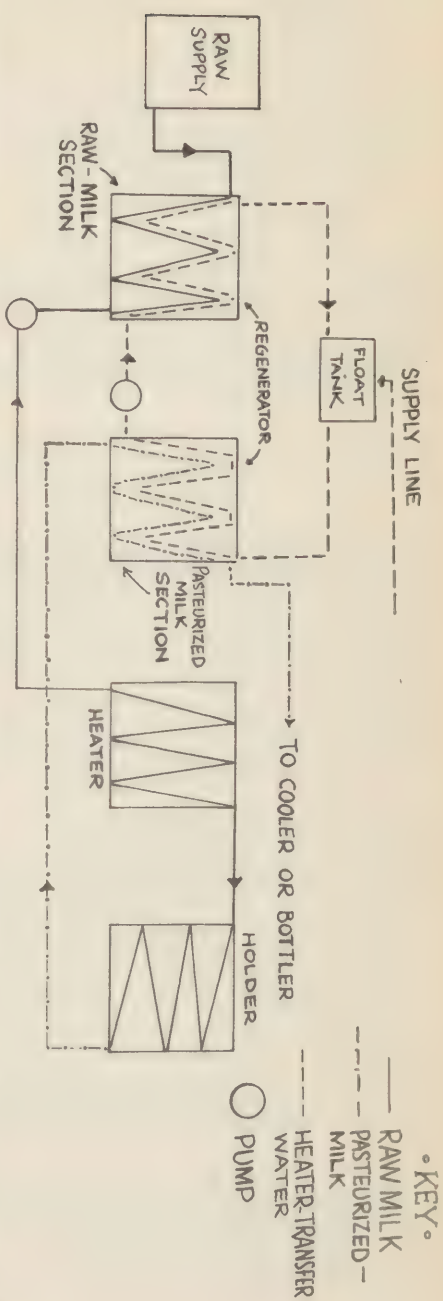 RAW
SUPPLY
RAW-MILK
SECTION
REGENERATOR
FLOAT
TANK
SUPPLY LINE
PASTEURIZED
MILK
SECTION
TO COOLER OR BOTTLER
HEATER
HOLDER
• KEY •
RAW MILK
PASTEURIZED-
MILK
HEATER-TRANSFER
WATER
PUMP